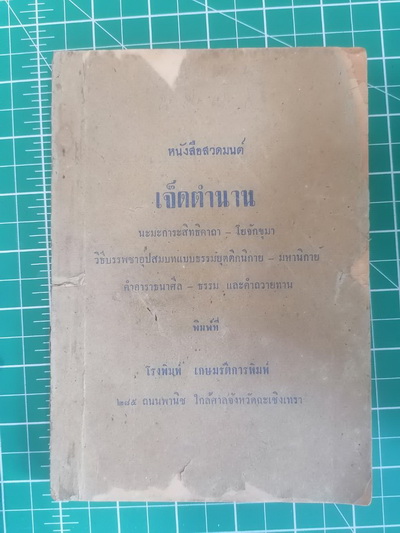 หนังสือสวดมนต์
เจ็ดตำนาน
นะมะการะสิทธิคาถา – โยจักขุมา
วิธีบรรพชาอุปสมบทแบบธรรมยุตติกนิกาย – มหานิกาย
คำอาราธนาศีล – ธรรม และคำถวายทาน
พิมพ์ที่
โรงพิมพ์ เกษมรติการพิมพ์
๒๘๕ ถนนพานิช ใกล้ศาลจังหวัดฉะเชิงเทรา